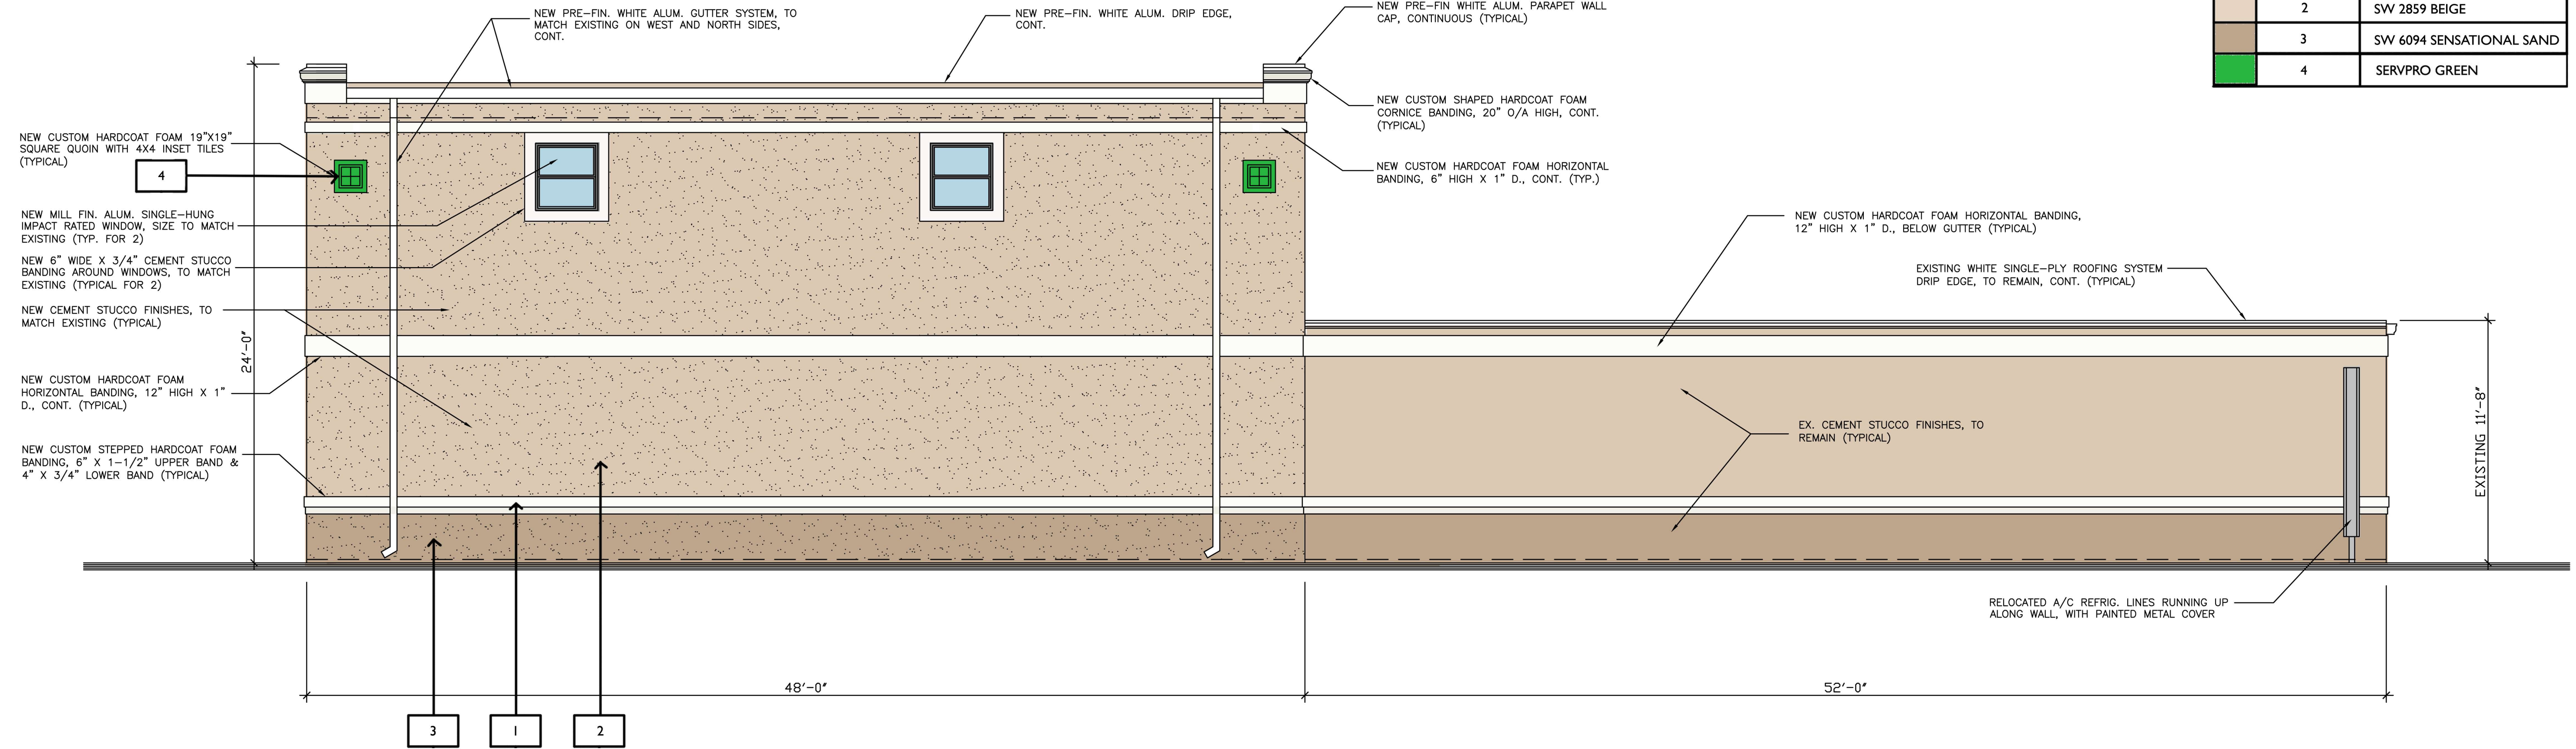 NEW PRE-FIN. WHITE ALUM. GUTTER SYSTEM, TO
MATCH EXISTING ON WEST AND NORTH SIDES,
CONT.
NEW PRE-FIN. WHITE ALUM. DRIP EDGE,
CONT.
NEW PRE-FIN WHITE ALUM. PARAPET WALL
CAP, CONTINUOUS (TYPICAL)
2 SW 2859 BEIGE
3 SW 6094 SENSATIONAL SAND
4 SERVPRO GREEN
NEW CUSTOM SHAPED HARDCOAT FOAM
CORNICE BANDING, 20" O/A HIGH, CONT.
(TYPICAL)
NEW CUSTOM HARDCOAT FOAM HORIZONTAL
BANDING, 6" HIGH X 1" D., CONT. (TYP.)
NEW CUSTOM HARDCOAT FOAM 19"X19"
SQUARE QUOIN WITH 4X4 INSET TILES
(TYPICAL)
4
NEW MILL FIN. ALUM. SINGLE-HUNG
IMPACT RATED WINDOW, SIZE TO MATCH
EXISTING (TYP. FOR 2)
NEW 6" WIDE X 3/4" CEMENT STUCCO
BANDING AROUND WINDOWS, TO MATCH
EXISTING (TYPICAL FOR 2)
NEW CEMENT STUCCO FINISHES, TO
MATCH EXISTING (TYPICAL)
24'-0"
NEW CUSTOM HARDCOAT FOAM
HORIZONTAL BANDING, 12" HIGH X 1"
D., CONT. (TYPICAL)
NEW CUSTOM STEPPED HARDCOAT FOAM
BANDING, 6" X 1-1/2" UPPER BAND &
4" X 3/4" LOWER BAND (TYPICAL)
NEW CUSTOM HARDCOAT FOAM HORIZONTAL BANDING,
12" HIGH X 1" D., BELOW GUTTER (TYPICAL)
EXISTING WHITE SINGLE-PLY ROOFING SYSTEM
DRIP EDGE, TO REMAIN, CONT. (TYPICAL)
EX. CEMENT STUCCO FINISHES, TO
REMAIN (TYPICAL)
EXISTING 11'-8"
RELOCATED A/C REFRIG. LINES RUNNING UP
ALONG WALL, WITH PAINTED METAL COVER
48'-0"
52'-0"
3
1
2